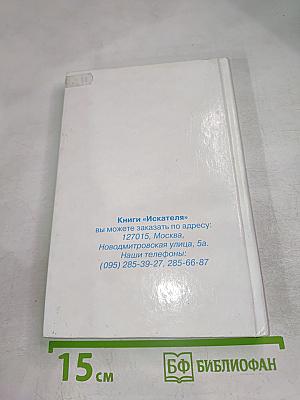 Книги «Искателя»
вы можете заказать по адресу:
127015, Москва,
Новодмитровская улица, 5а.
Наши телефоны:
(095) 285-39-27, 285-66-87
15 см
БФ БИБЛИОФАН